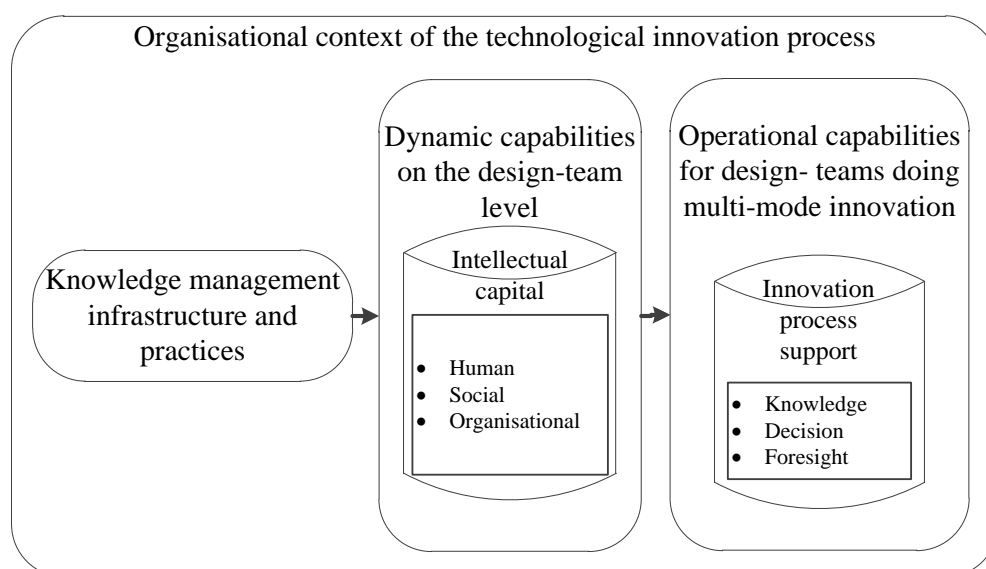 Organisational context of the technological innovation process
Knowledge management
infrastructure and
practices
Dynamic capabilities
on the design-team
level
Intellectual
capital
• Human
• Social
• Organisational
Operational capabilities
for design- teams doing
multi-mode innovation
Innovation
process
support
• Knowledge
• Decision
• Foresight